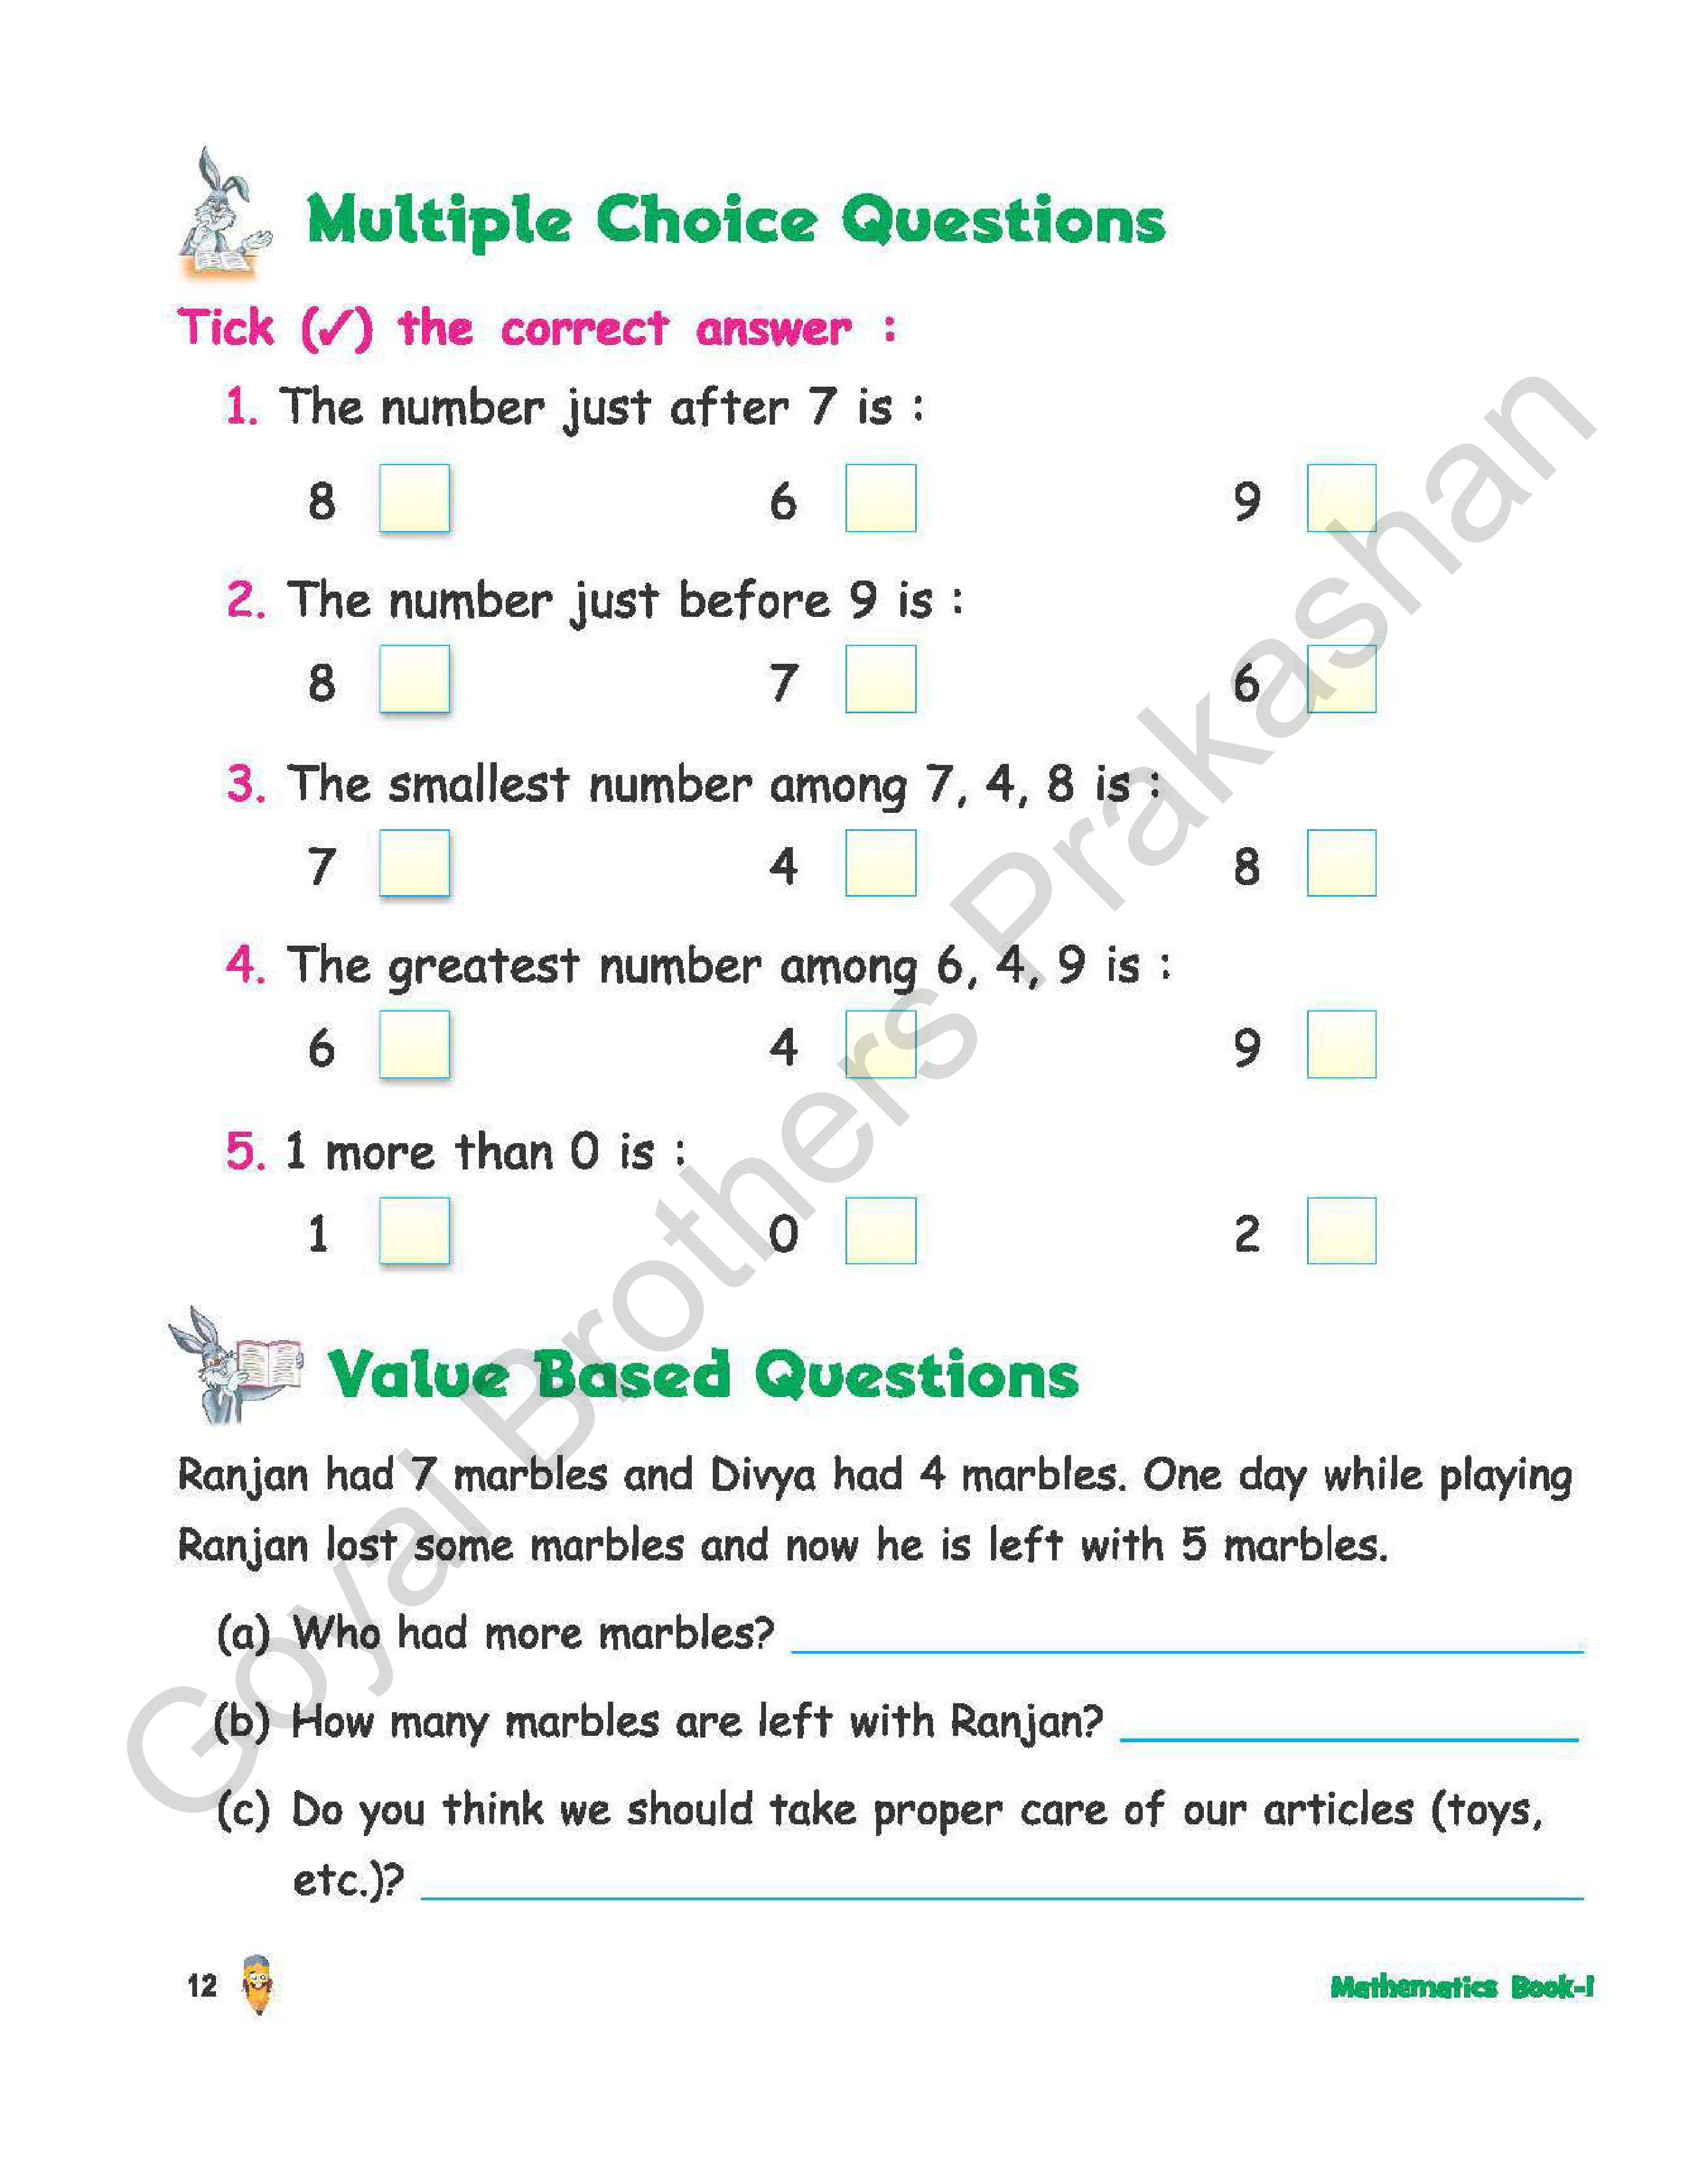 Multiple Choice Questions
Tick (✓) the correct answer :
1. The number just after 7 is :
8 6 9
2. The number just before 9 is :
8 7 6
3. The smallest number among 7, 4, 8 is :
7 4 8
4. The greatest number among 6, 4, 9 is :
6 4 9
5. 1 more than 0 is :
1 0 2
Value Based Questions
Ranjan had 7 marbles and Divya had 4 marbles. One day while playing
Ranjan lost some marbles and now he is left with 5 marbles.
(a) Who had more marbles?
(b) How many marbles are left with Ranjan?
(c) Do you think we should take proper care of our articles (toys,
etc.)?
12 Mathematics Book-I
Goyal Brothers Prakashan